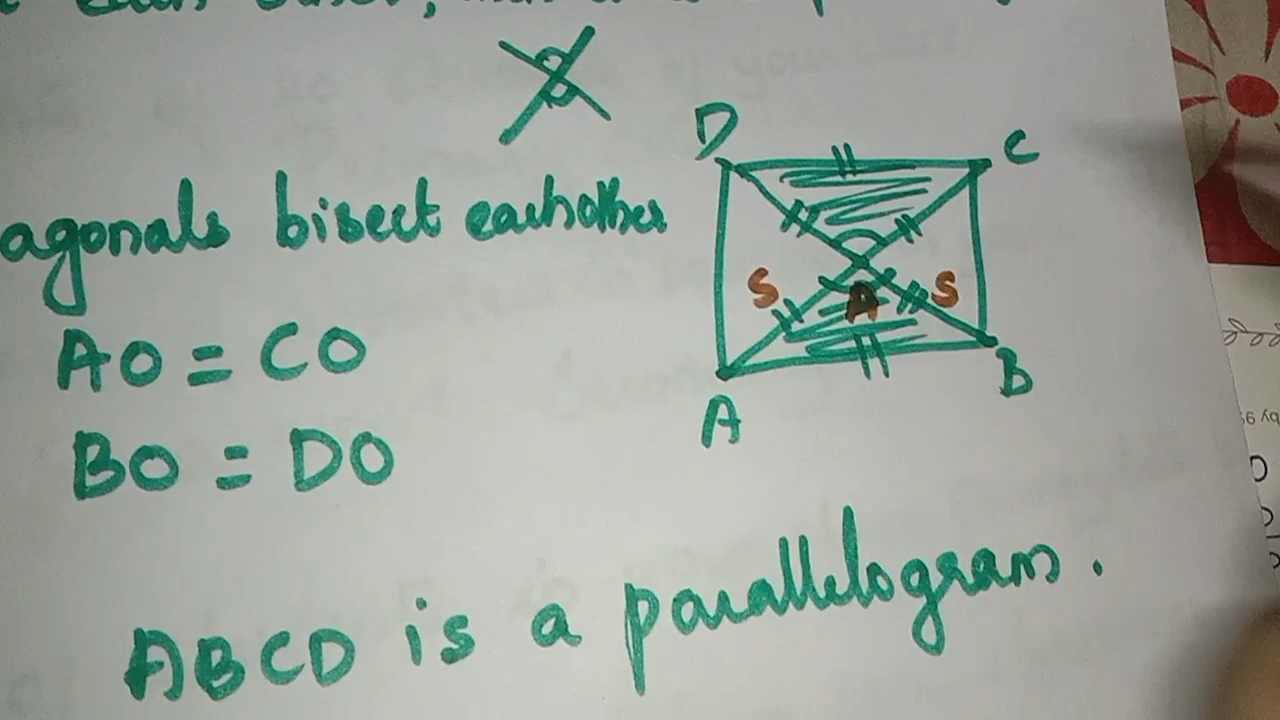 D
C
agonals bisect eachother
S
A
S
AO = CO
B
A
BO = DO
ABCD is a parallelogram.